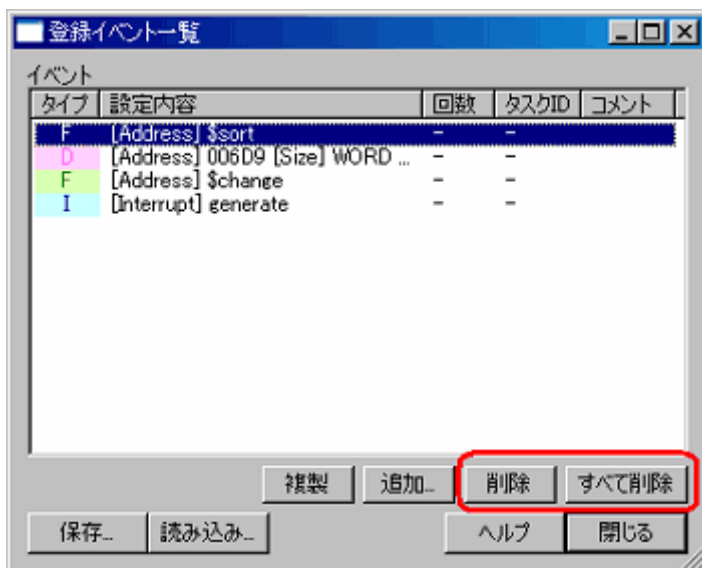 登録イベント一覧
イベント
タイプ 設定内容 回数 タスクID コメント
F [Address] $sort - -
D [Address] 006D9 [Size] WORD ... - -
F [Address] $change - -
I [Interrupt] generate - -
複製 追加... 削除 すべて削除
保存... 読み込み... ヘルプ 閉じる